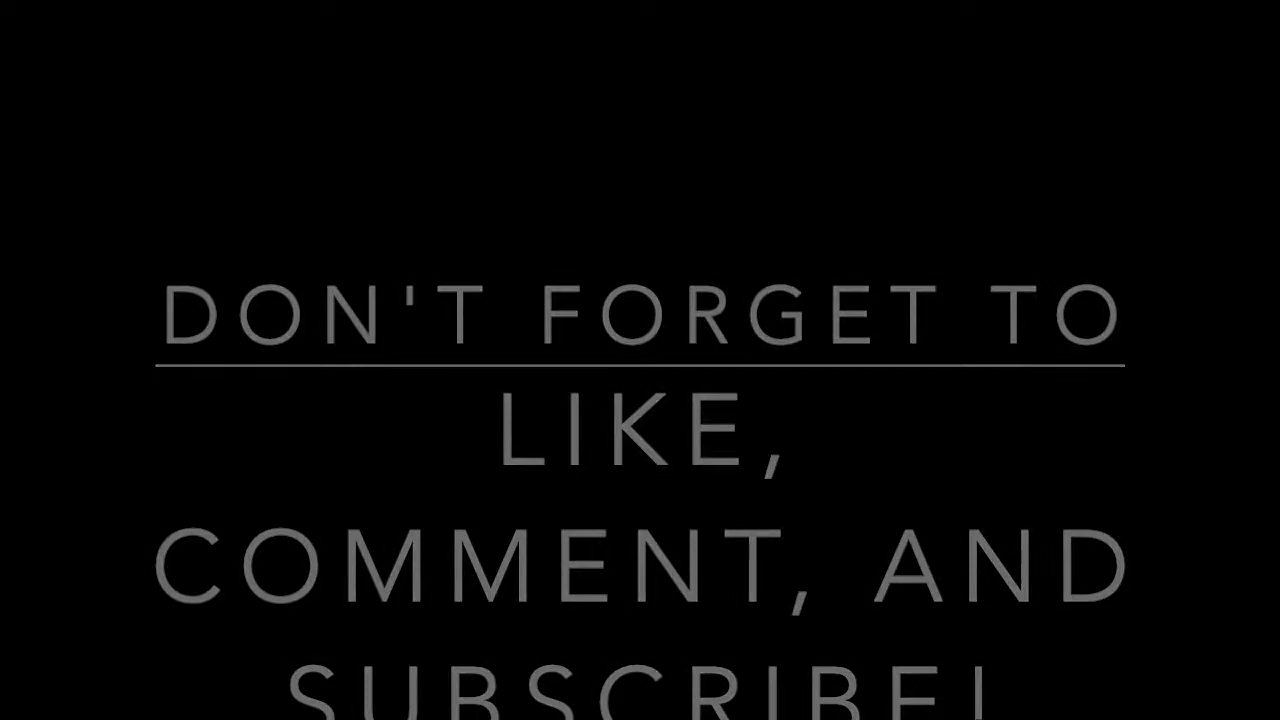 DON'T FORGET TO
LIKE,
COMMENT, AND
SUBSCRIBE!